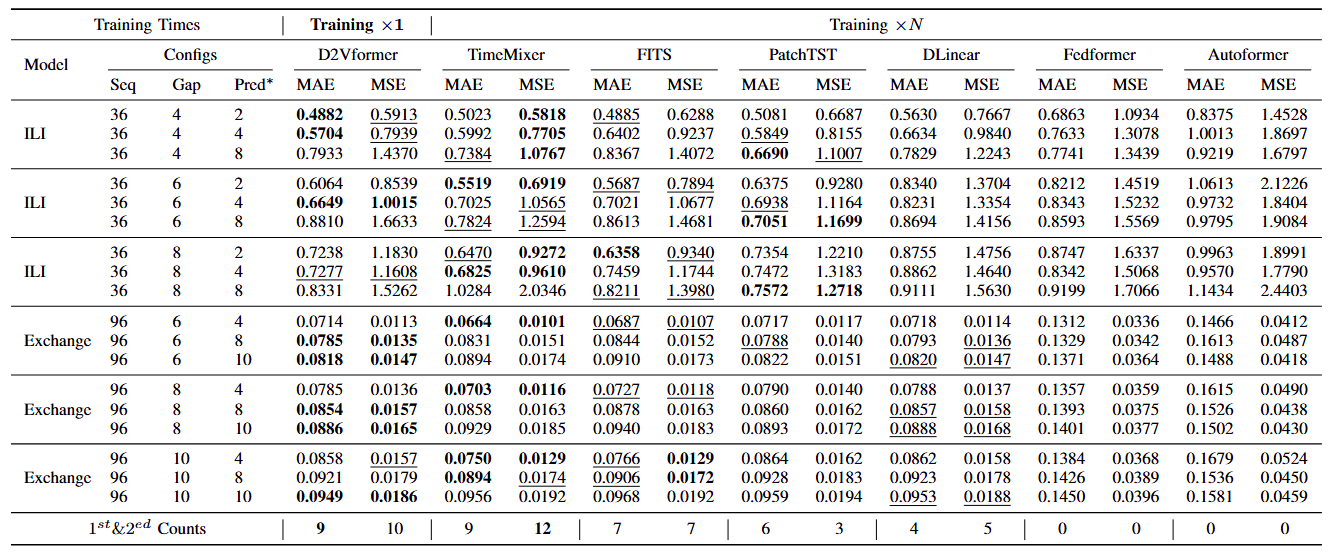 Training Times Training ×1 Training ×N
Model Configs D2Vformer TimeMixer FITS PatchTST DLinear Fedformer Autoformer
Seq Gap Pred* MAE MSE MAE MSE MAE MSE MAE MSE MAE MSE MAE MSE MAE MSE
36 4 2 0.4882 0.5913 0.5023 0.5818 0.4885 0.6288 0.5081 0.6687 0.5630 0.7667 0.6863 1.0934 0.8375 1.4528
ILI 36 4 4 0.5704 0.7939 0.5992 0.7705 0.6402 0.9237 0.5849 0.8155 0.6634 0.9840 0.7633 1.3078 1.0013 1.8697
36 4 8 0.7933 1.4370 0.7384 1.0767 0.8367 1.4072 0.6690 1.1007 0.7829 1.2243 0.7741 1.3439 0.9219 1.6797
36 6 2 0.6064 0.8539 0.5519 0.6919 0.5687 0.7894 0.6375 0.9280 0.8340 1.3704 0.8212 1.4519 1.0613 2.1226
ILI 36 6 4 0.6649 1.0015 0.7025 1.0565 0.7021 1.0677 0.6938 1.1164 0.8231 1.3354 0.8343 1.5232 0.9732 1.8404
36 6 8 0.8810 1.6633 0.7824 1.2594 0.8613 1.4681 0.7051 1.1699 0.8694 1.4156 0.8593 1.5569 0.9795 1.9084
36 8 2 0.7238 1.1830 0.6470 0.9272 0.6358 0.9340 0.7354 1.2210 0.8755 1.4756 0.8747 1.6337 0.9963 1.8991
ILI 36 8 4 0.7277 1.1608 0.6825 0.9610 0.7459 1.1744 0.7472 1.3183 0.8862 1.4640 0.8342 1.5068 0.9570 1.7790
36 8 8 0.8331 1.5262 1.0284 2.0346 0.8211 1.3980 0.7572 1.2718 0.9111 1.5630 0.9199 1.7066 1.1434 2.4403
96 6 4 0.0714 0.0113 0.0664 0.0101 0.0687 0.0107 0.0717 0.0117 0.0718 0.0114 0.1312 0.0336 0.1466 0.0412
Exchange 96 6 8 0.0785 0.0135 0.0831 0.0151 0.0844 0.0152 0.0788 0.0140 0.0793 0.0136 0.1329 0.0342 0.1613 0.0487
96 6 10 0.0818 0.0147 0.0894 0.0174 0.0910 0.0173 0.0822 0.0151 0.0820 0.0147 0.1371 0.0364 0.1488 0.0418
96 8 4 0.0785 0.0136 0.0703 0.0116 0.0727 0.0118 0.0790 0.0140 0.0788 0.0137 0.1357 0.0359 0.1615 0.0490
Exchange 96 8 8 0.0854 0.0157 0.0858 0.0163 0.0878 0.0163 0.0860 0.0162 0.0857 0.0158 0.1393 0.0375 0.1526 0.0438
96 8 10 0.0886 0.0165 0.0929 0.0185 0.0940 0.0183 0.0893 0.0172 0.0888 0.0168 0.1401 0.0377 0.1502 0.0430
96 10 4 0.0858 0.0157 0.0750 0.0129 0.0766 0.0129 0.0864 0.0162 0.0862 0.0158 0.1384 0.0368 0.1679 0.0524
Exchange 96 10 8 0.0921 0.0179 0.0894 0.0174 0.0906 0.0172 0.0928 0.0183 0.0923 0.0178 0.1426 0.0389 0.1536 0.0450
96 10 10 0.0949 0.0186 0.0956 0.0192 0.0968 0.0192 0.0959 0.0194 0.0953 0.0188 0.1450 0.0396 0.1581 0.0459
1st&2ed Counts 9 10 9 12 7 7 6 3 4 5 0 0 0 0